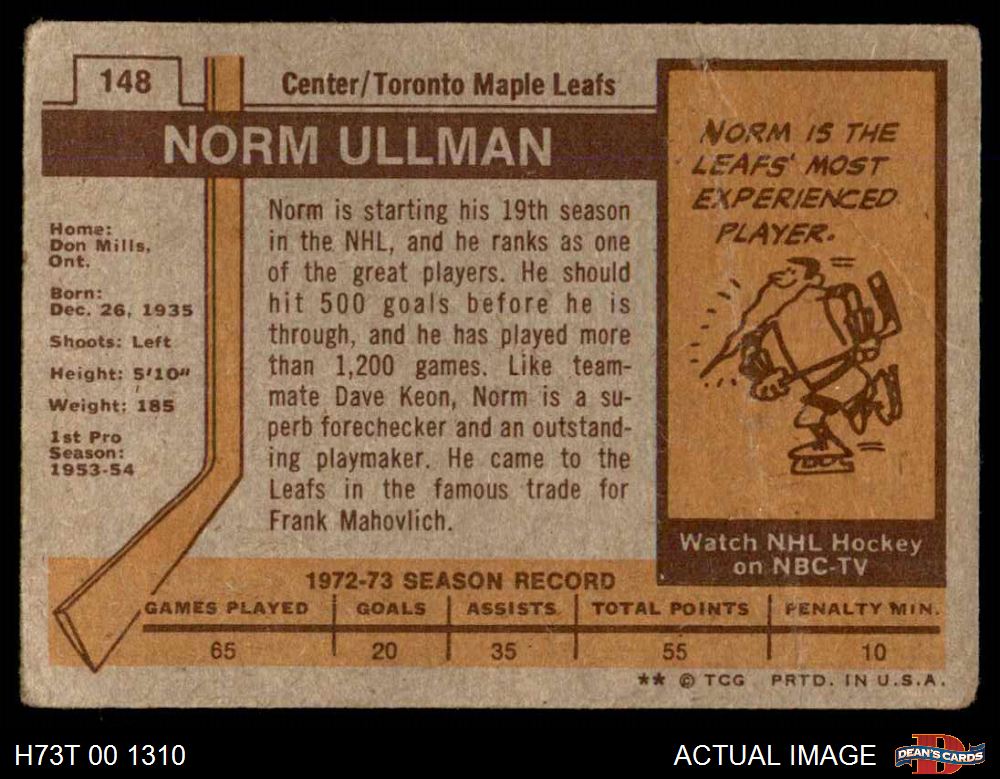 148
Center/Toronto Maple Leafs
NORM ULLMAN
Home:
Don Mills,
Ont.
Born:
Dec. 26, 1935
Shoots: Left
Height: 5'10"
Weight: 185
1st Pro
Season:
1953-54
Norm is starting his 19th season
in the NHL, and he ranks as one
of the great players. He should
hit 500 goals before he is
through, and he has played more
than 1,200 games. Like team-
mate Dave Keon, Norm is a su-
perb forechecker and an outstand-
ing playmaker. He came to the
Leafs in the famous trade for
Frank Mahovlich.
NORM IS THE
LEAFS' MOST
EXPERIENCED
PLAYER.
Watch NHL Hockey
on NBC-TV
1972-73 SEASON RECORD
GAMES PLAYED GOALS ASSISTS TOTAL POINTS PENALTY MIN.
65 20 35 55 10
** © TCG PRTD. IN U.S.A.
H73T 00 1310
ACTUAL IMAGE
D
DEAN'S CARDS